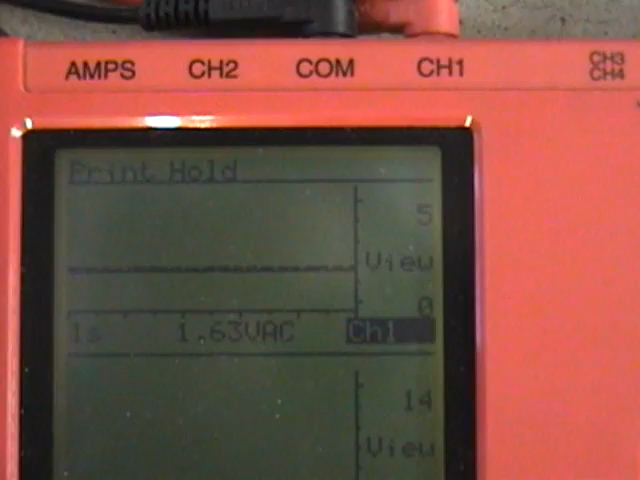 AMPS CH2 COM CH1 CH3
CH4
Print Hold
5
View
0
1s 1.63VAC Ch1
14
View